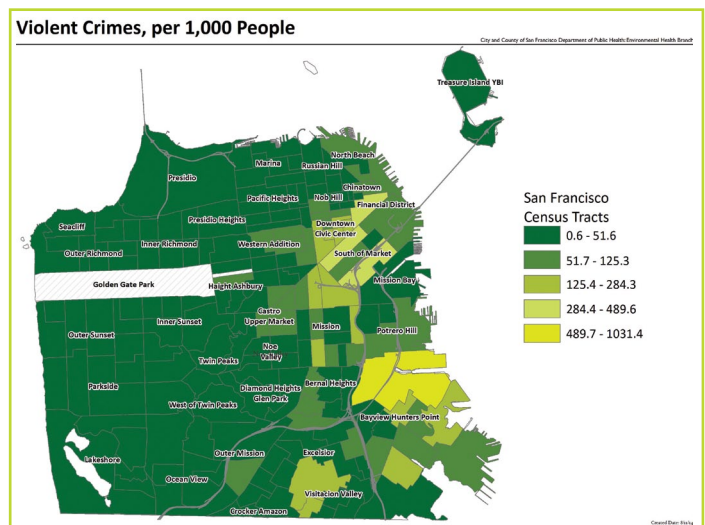 Violent Crimes, per 1,000 People
City and County of San Francisco Department of Public Health: Environmental Health Branch
Treasure Island YBI
North Beach
Marina
Russian Hill
Presidio
Chinatown
Pacific Heights
Nob Hill
Financial District
Presidio Heights
Downtown
Civic Center
Seacliff
Inner Richmond
Western Addition
Outer Richmond
South of Market
Golden Gate Park
Haight Ashbury
Mission Bay
Castro
Upper Market
Inner Sunset
Mission
Potrero Hill
Outer Sunset
Noe
Valley
Twin Peaks
Parkside
Diamond Heights
Glen Park
Bernal Heights
West of Twin Peaks
Bayview Hunters Point
Lakeshore
Outer Mission
Excelsior
Ocean View
Visitacion Valley
Crocker Amazon
San Francisco
Census Tracts
0.6 - 51.6
51.7 - 125.3
125.4 - 284.3
284.4 - 489.6
489.7 - 1031.4
Created Date: